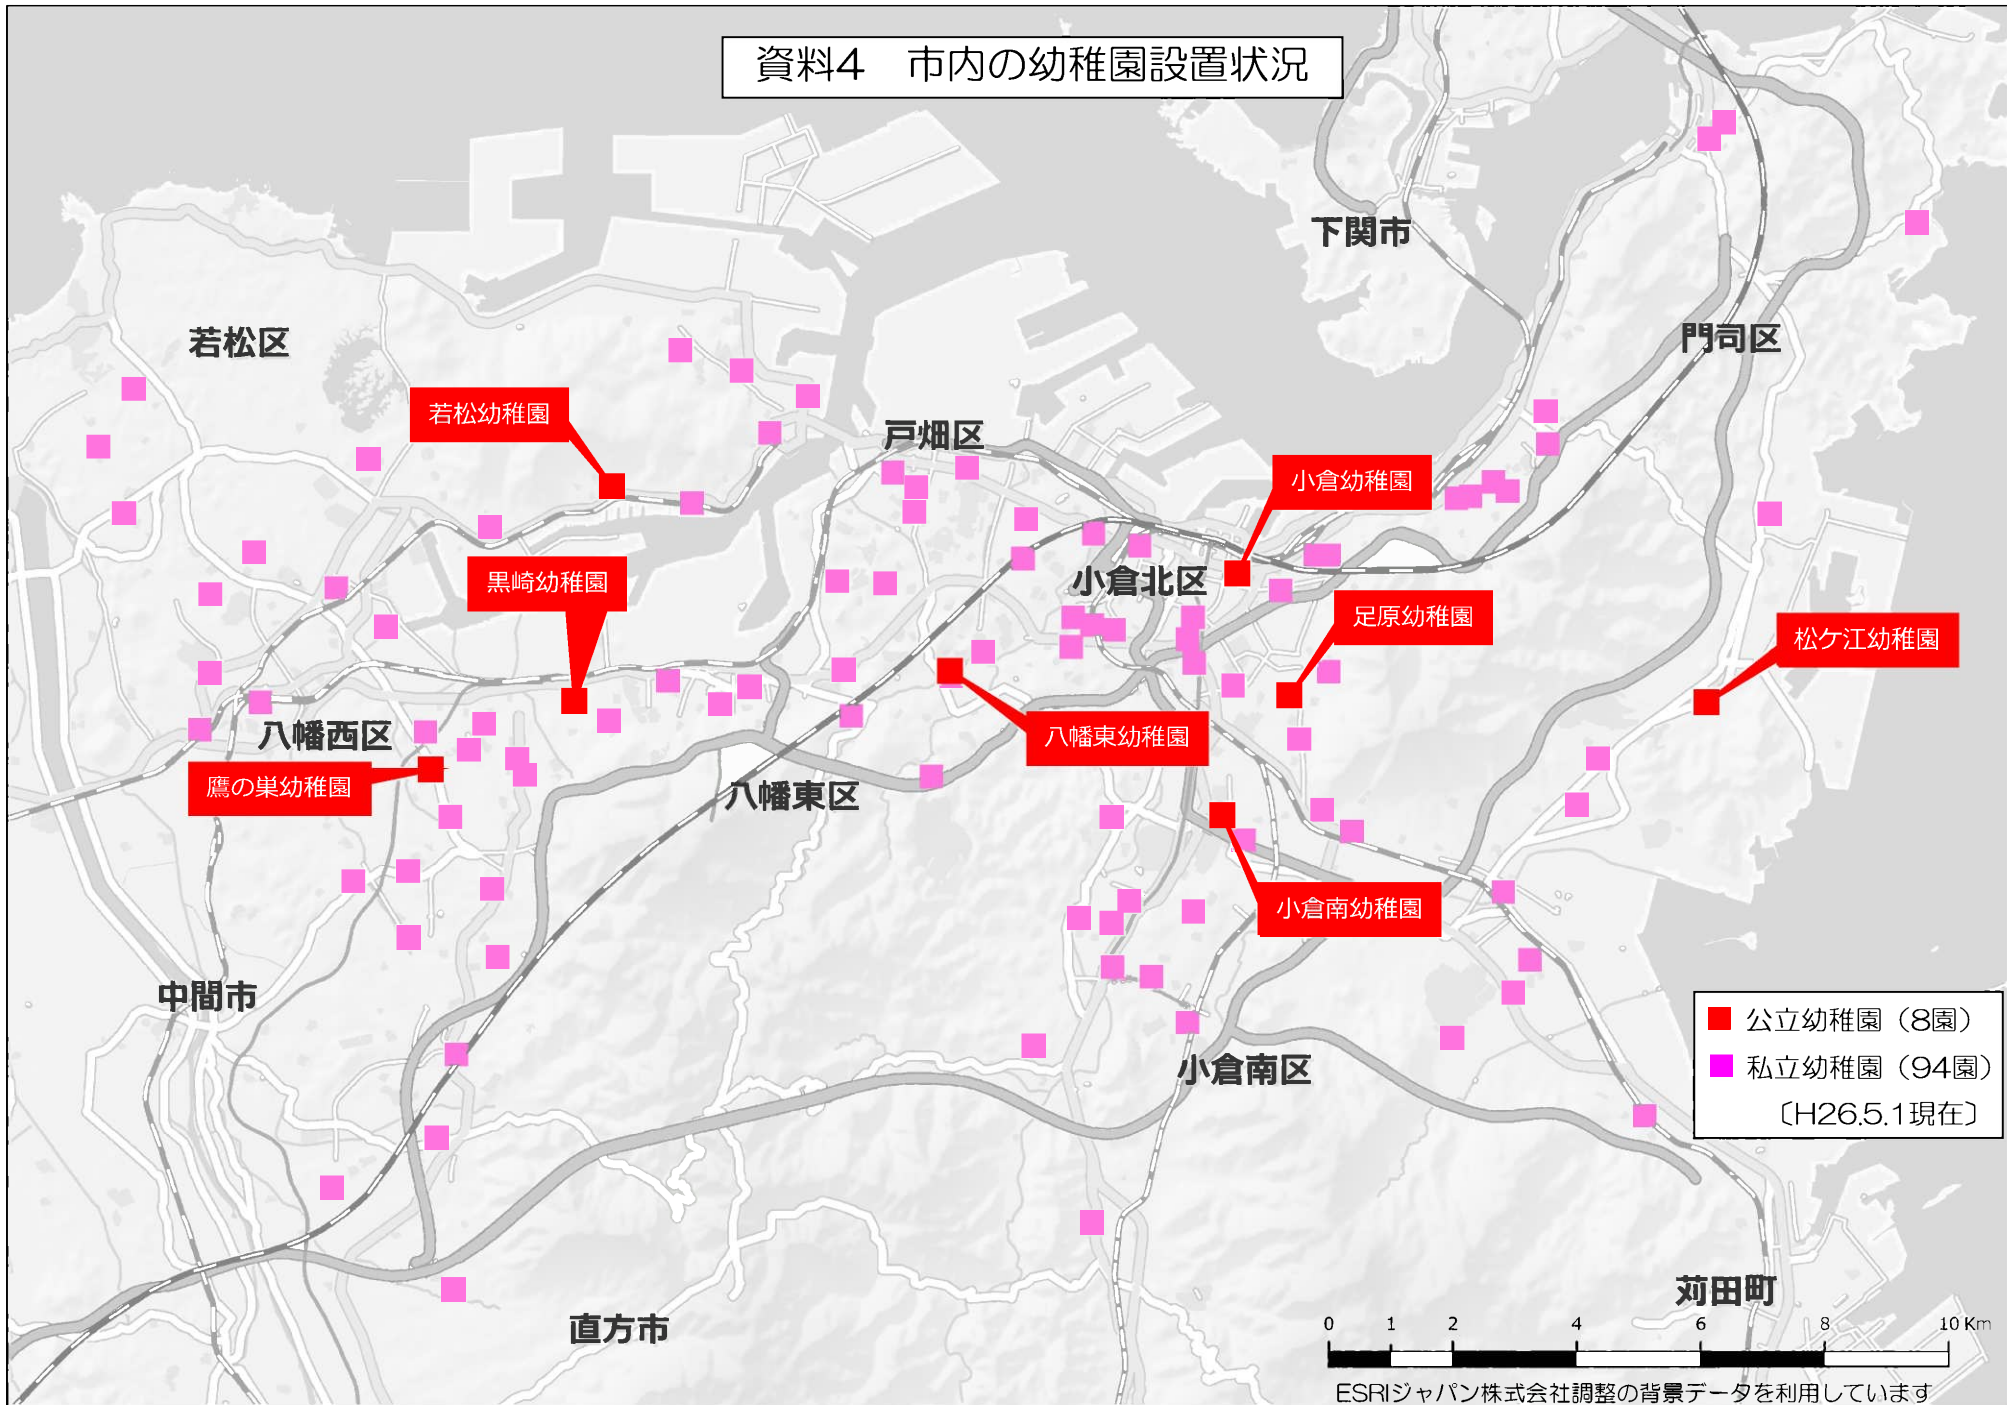 資料4　市内の幼稚園設置状況
下関市
若松区
門司区
若松幼稚園
戸畑区
小倉幼稚園
黒崎幼稚園
小倉北区
足原幼稚園
松ケ江幼稚園
八幡西区
八幡東幼稚園
鷹の巣幼稚園
八幡東区
小倉南幼稚園
中間市
公立幼稚園（8園）
私立幼稚園（94園）
〔H26.5.1現在〕
小倉南区
苅田町
直方市
0 1 2 4 6 8 10 Km
ESRIジャパン株式会社調整の背景データを利用しています